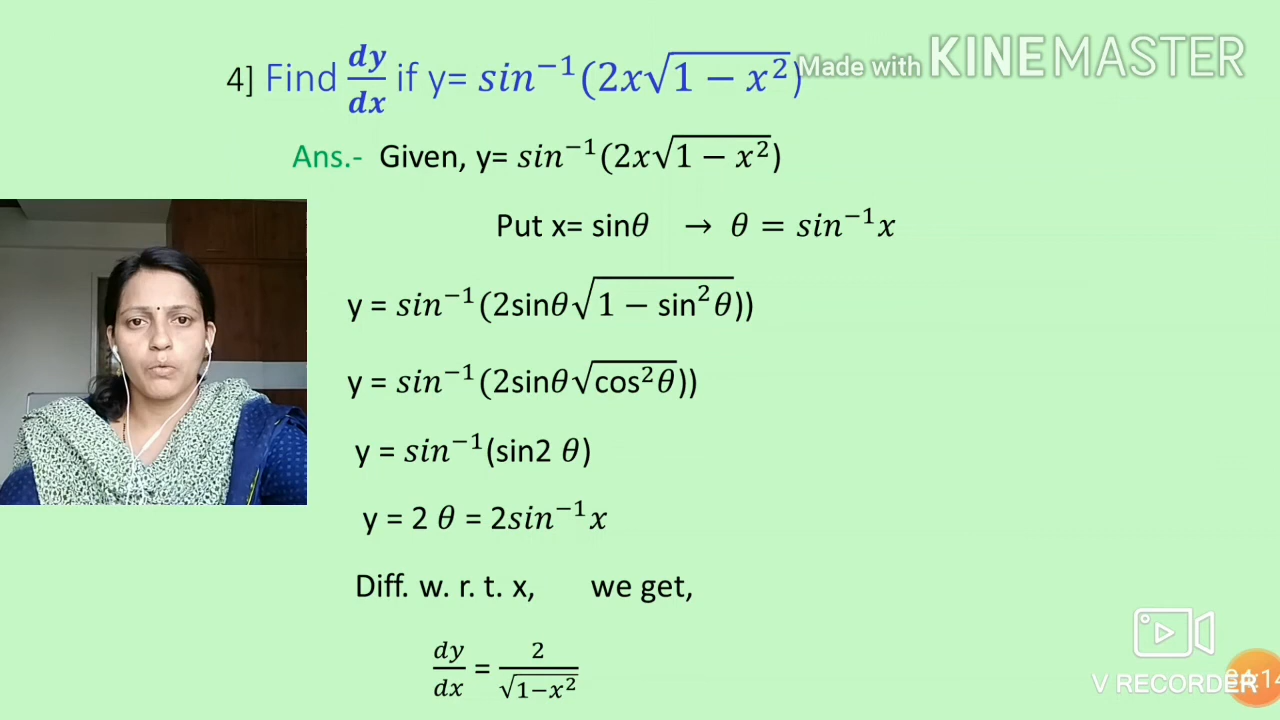 4] Find dy/dx if y= sin⁻¹(2x√1 − x²)
Made with KINEMASTER
Ans.- Given, y= sin⁻¹(2x√1 − x²)
Put x= sinθ → θ = sin⁻¹x
y = sin⁻¹(2sinθ√1 − sin²θ))
y = sin⁻¹(2sinθ√cos²θ))
y = sin⁻¹(sin2 θ)
y = 2 θ = 2sin⁻¹x
Diff. w. r. t. x, we get,
dy/dx = 2/√1−x²
V RECORDER